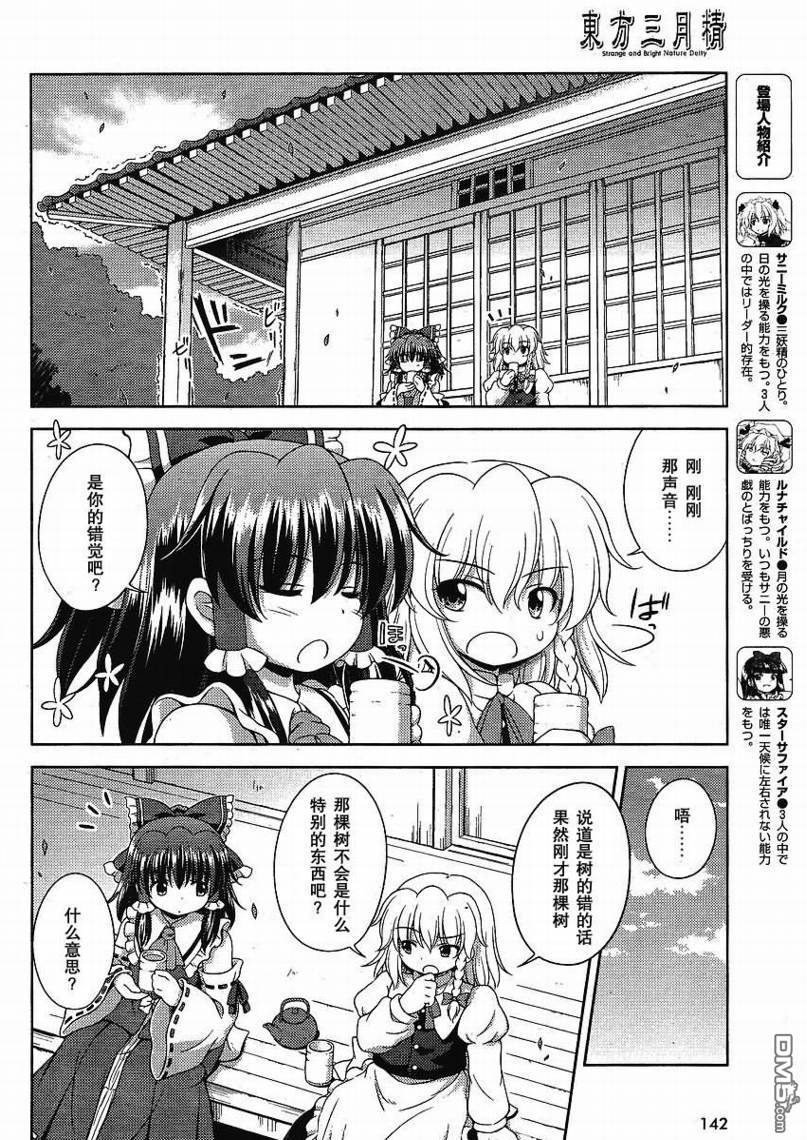 東方三月精
Strange and Bright Nature Deity
登場人物紹介
サニーミルク●三妖精のひとり。
日の光を操る能力をもつ。3人
の中ではリーダー的存在。
ルナチャイルド●月の光を操る
能力をもつ。いつもサニーの悪
戯のとばっちりを受ける。
スターサファイア●3人の中で
は唯一天候に左右されない能力
をもつ。
ドドン
刚 刚刚
那声音……
ばっ
是你的错觉吧?
ほっ
唔……
说道是树的错的话
果然刚才那棵树
那棵树不会是什么
特别的东西吧?
什么
意思?
142
DM5.com